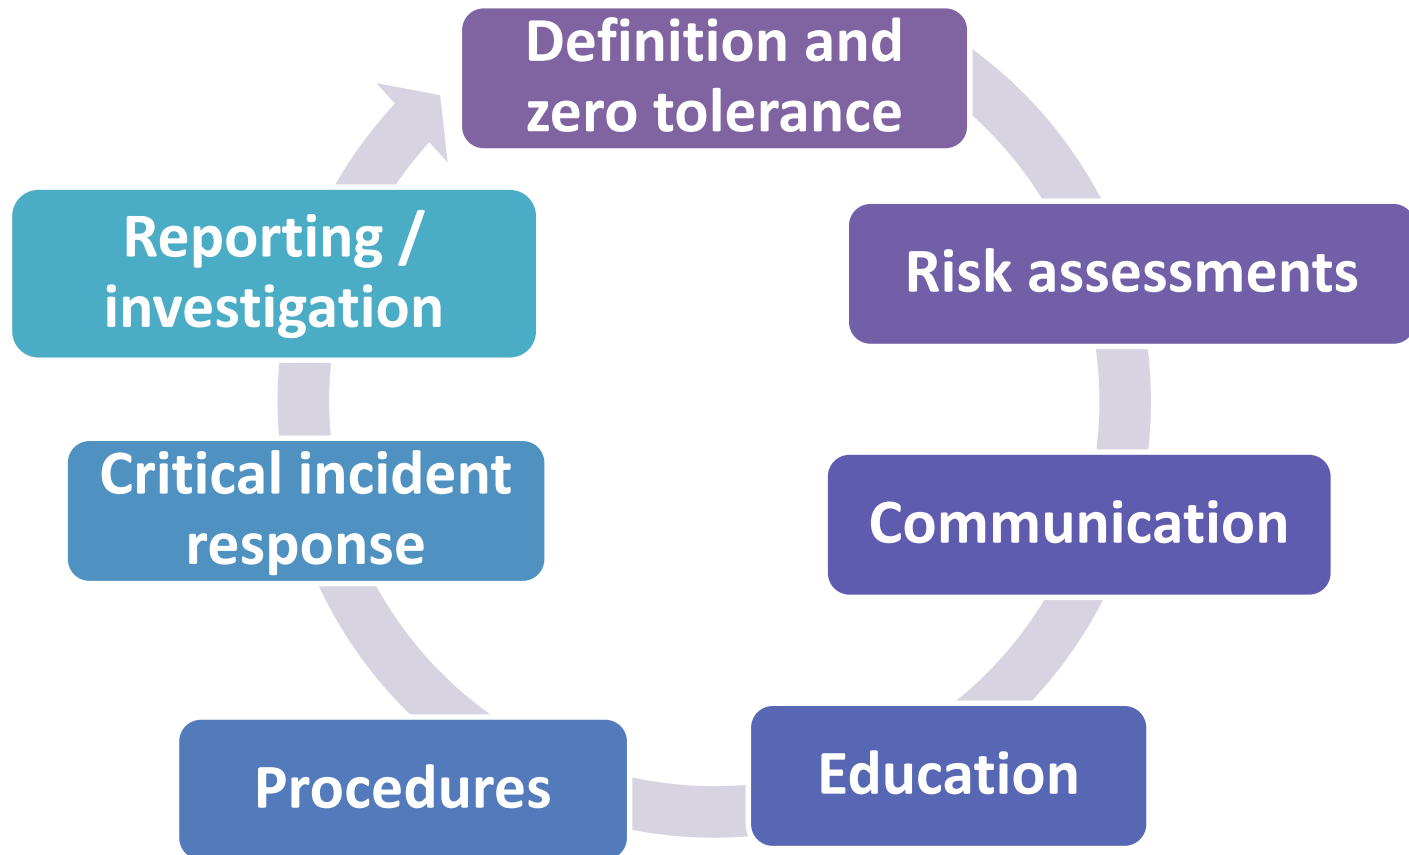 Definition and
zero tolerance
Risk assessments
Communication
Education
Procedures
Critical incident
response
Reporting /
investigation